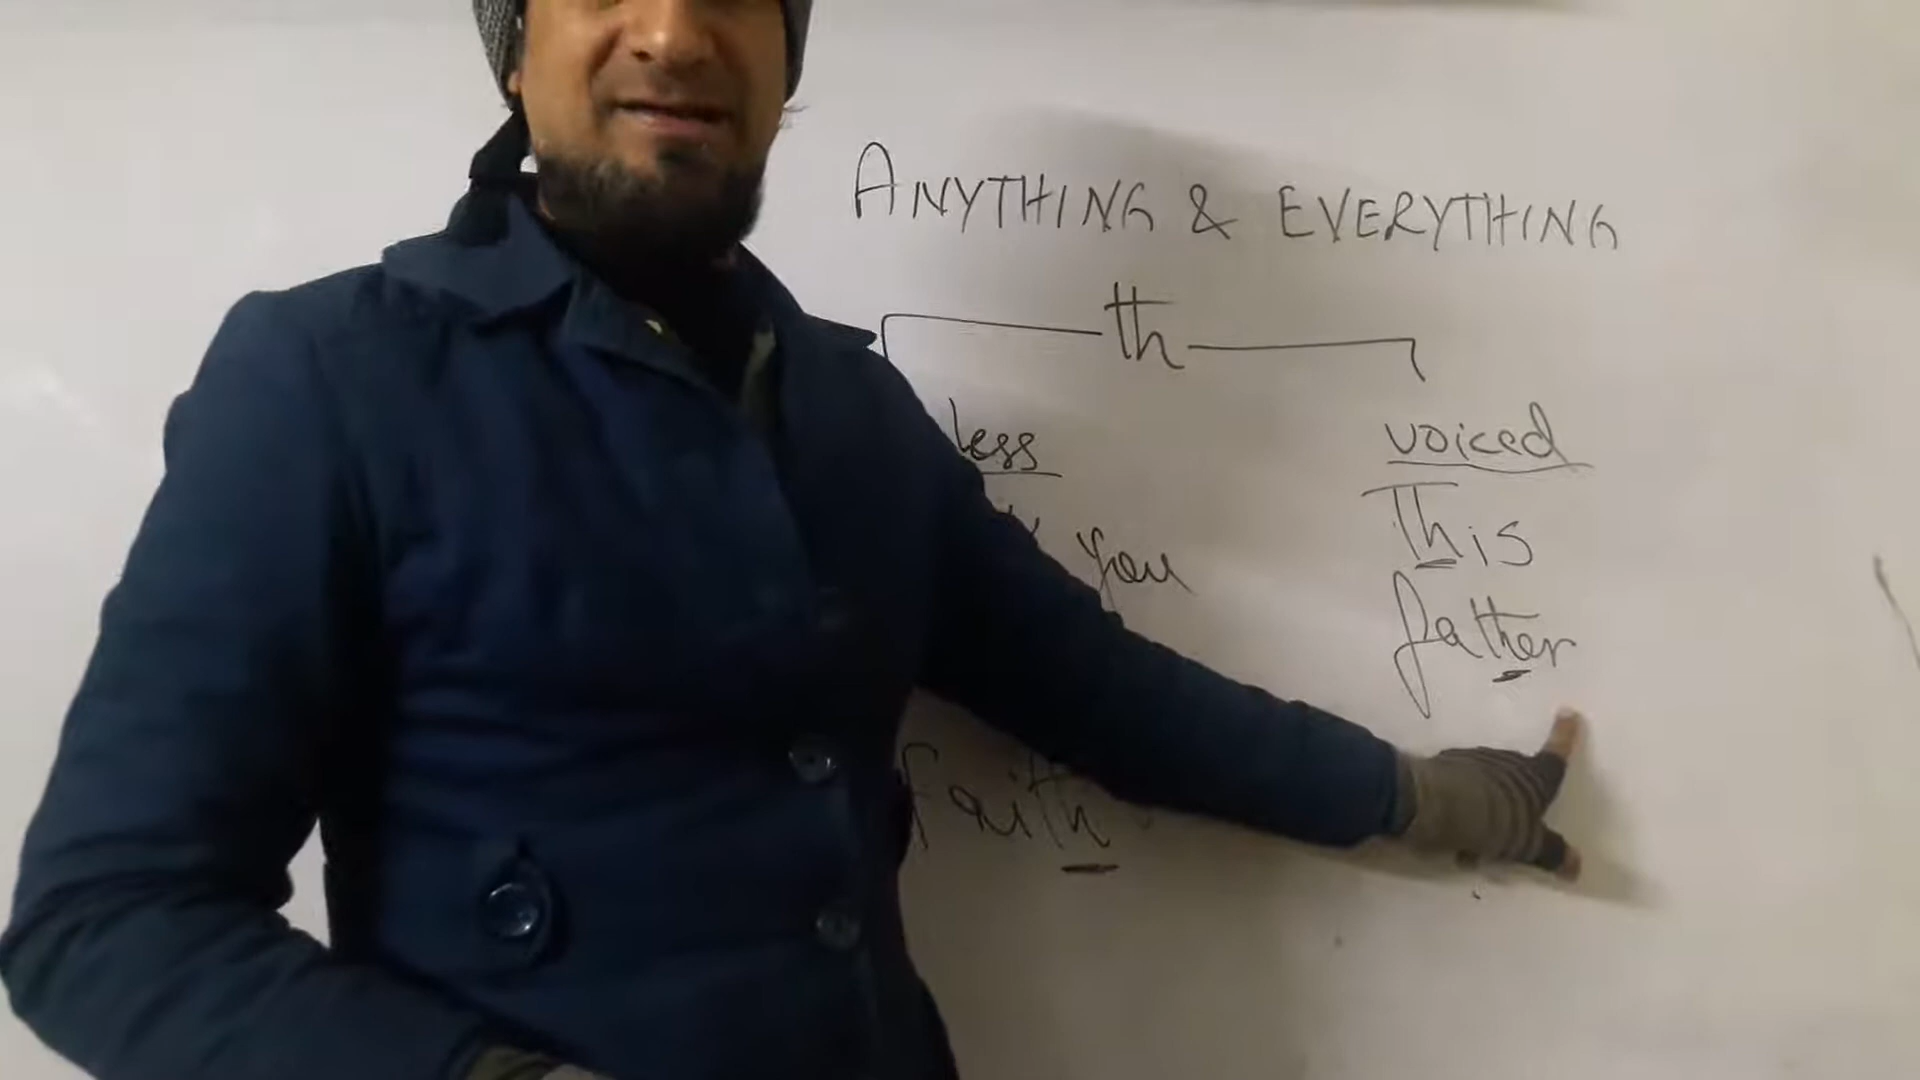 ANYTHING & EVERYTHING
th
less
voiced
you
This
father
faith